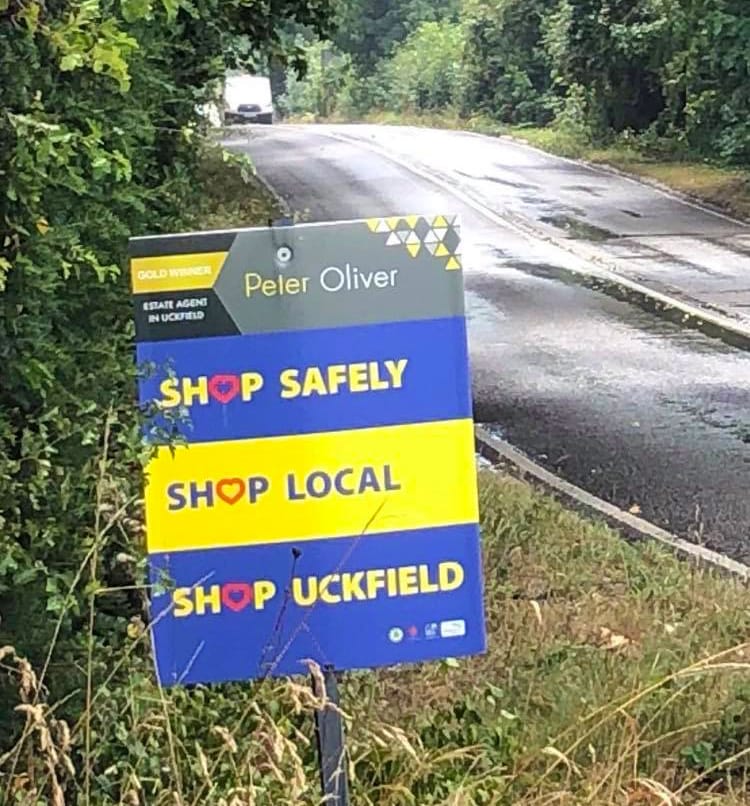 GOLD WINNER
ESTATE AGENT
IN UCKFIELD
Peter Oliver
SHOP SAFELY
SHOP LOCAL
SHOP UCKFIELD